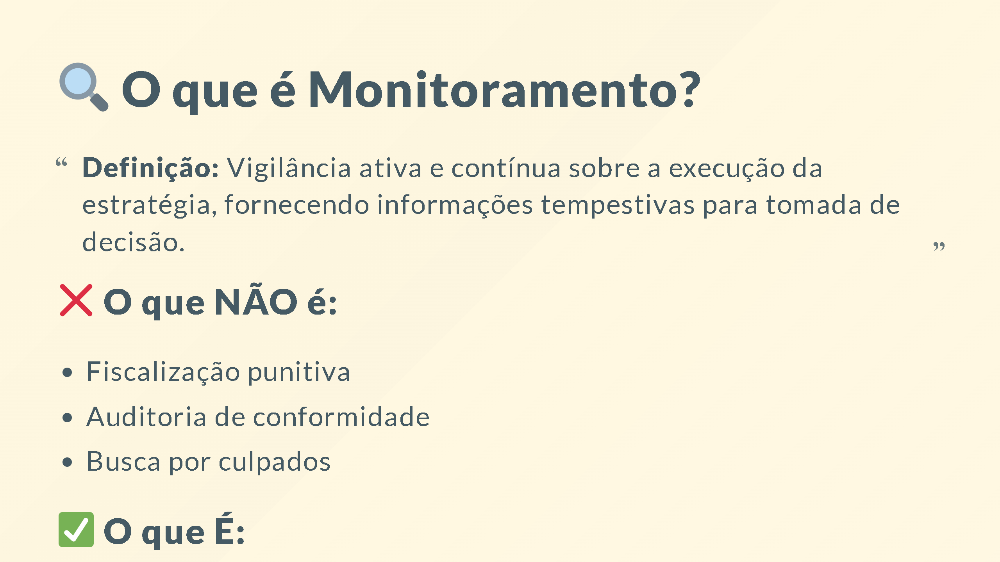 O que é Monitoramento?
“ Definição: Vigilância ativa e contínua sobre a execução da
estratégia, fornecendo informações tempestivas para tomada de
decisão. ”
O que NÃO é:
• Fiscalização punitiva
• Auditoria de conformidade
• Busca por culpados
O que É: